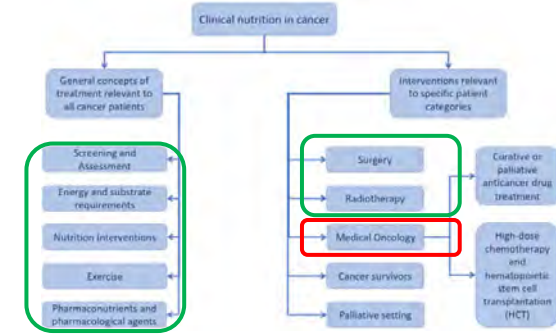 Clinical nutrition in cancer
General concepts of
treatment relevant to
all cancer patients
Interventions relevant
to specific patient
categories
Screening and
Assessment
Energy and substrate
requirements
Nutrition interventions
Exercise
Pharmaconutrients and
pharmacological agents
Surgery
Radiotherapy
Medical Oncology
Cancer survivors
Palliative setting
Curative or
palliative
anticancer drug
treatment
High-dose
chemotherapy
and
hematopoietic
stem cell
transplantation
(HCT)